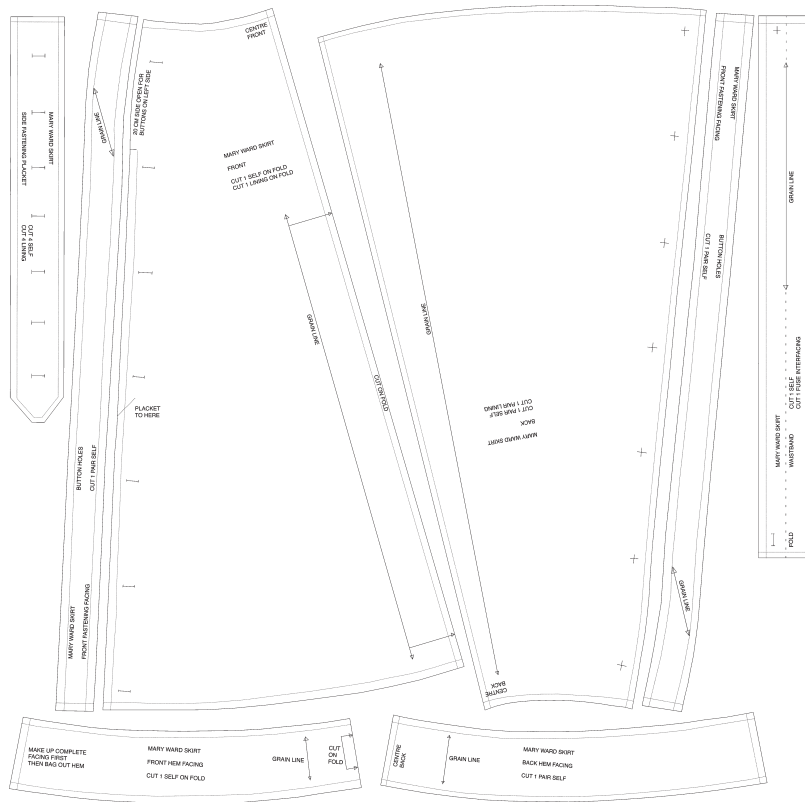 MARY WARD SKIRT
SIDE FASTENING PLACKET
CUT 4 SELF
CUT 4 LINING
GRAIN LINE
BUTTON HOLES
CUT 1 PAIR SELF
MARY WARD SKIRT
FRONT FASTENING FACING
20 CM SIDE OPEN FOR
BUTTONS ON LEFT SIDE
CENTRE
FRONT
MARY WARD SKIRT
FRONT
CUT 1 SELF ON FOLD
CUT 1 LINING ON FOLD
GRAIN LINE
CUT ON FOLD
PLACKET
TO HERE
GRAIN LINE
MARY WARD SKIRT
BACK
CUT 1 PAIR SELF
CUT 1 PAIR LINING
CENTRE
BACK
MARY WARD SKIRT
FRONT FASTENING FACING
BUTTON HOLES
CUT 1 PAIR SELF
GRAIN LINE
GRAIN LINE
MARY WARD SKIRT
WAISTBAND
CUT 1 SELF
CUT 1 FUSE INTERFACING
FOLD
MAKE UP COMPLETE
FACING FIRST
THEN BAG OUT HEM
MARY WARD SKIRT
FRONT HEM FACING
CUT 1 SELF ON FOLD
GRAIN LINE
CUT
ON
FOLD
CENTRE
BACK
GRAIN LINE
MARY WARD SKIRT
BACK HEM FACING
CUT 1 PAIR SELF